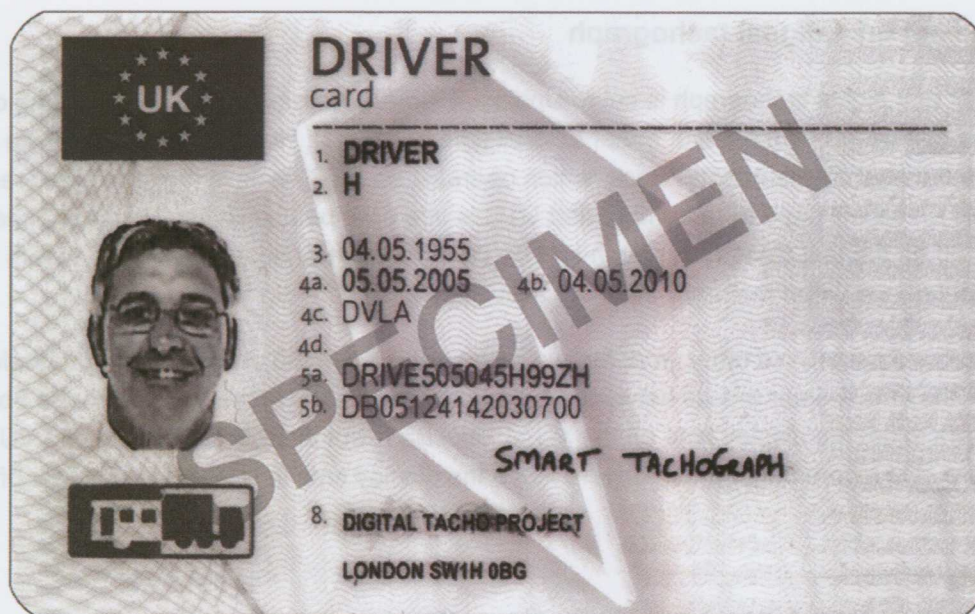 UK
DRIVER
card
1. DRIVER
2. H
3. 04.05.1955
4a. 05.05.2005 4b. 04.05.2010
4c. DVLA
4d.
5a. DRIVE505045H99ZH
5b. DB05124142030700
SMART TACHOGRAPH
8. DIGITAL TACHO PROJECT
LONDON SW1H 0BG
SPECIMEN